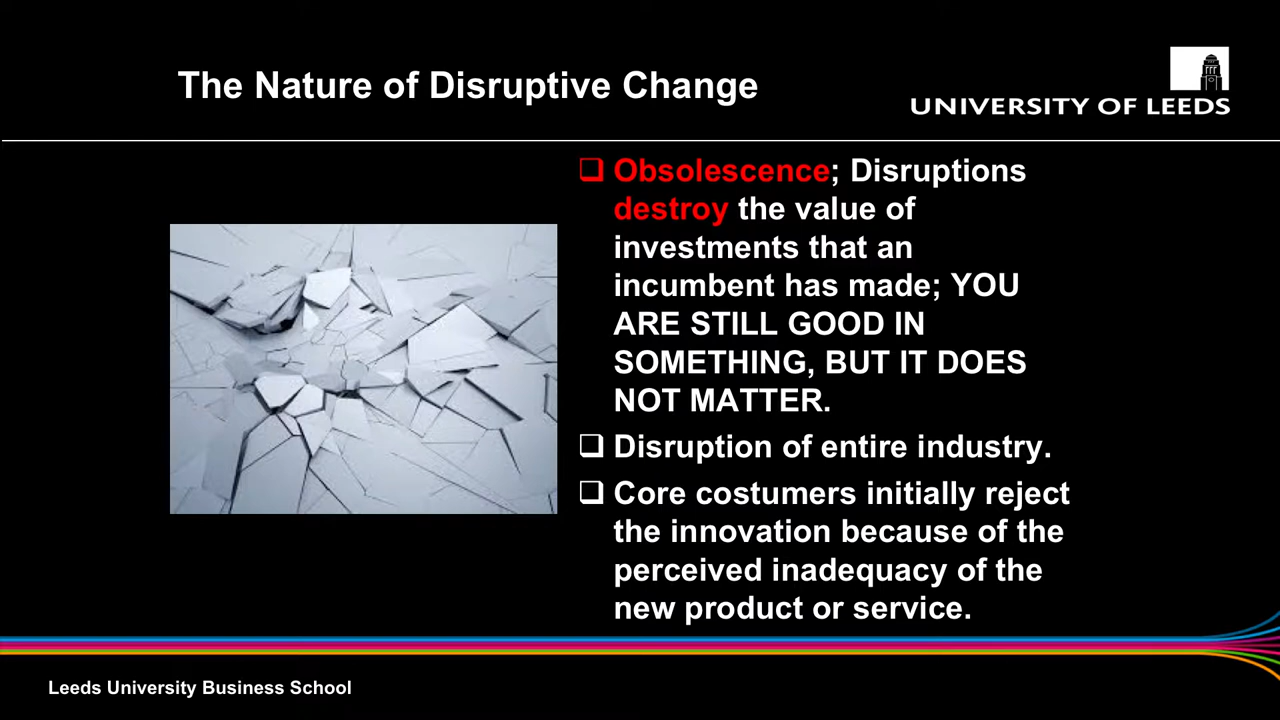 The Nature of Disruptive Change
UNIVERSITY OF LEEDS
❑ Obsolescence; Disruptions
destroy the value of
investments that an
incumbent has made; YOU
ARE STILL GOOD IN
SOMETHING, BUT IT DOES
NOT MATTER.
❑ Disruption of entire industry.
❑ Core costumers initially reject
the innovation because of the
perceived inadequacy of the
new product or service.
Leeds University Business School